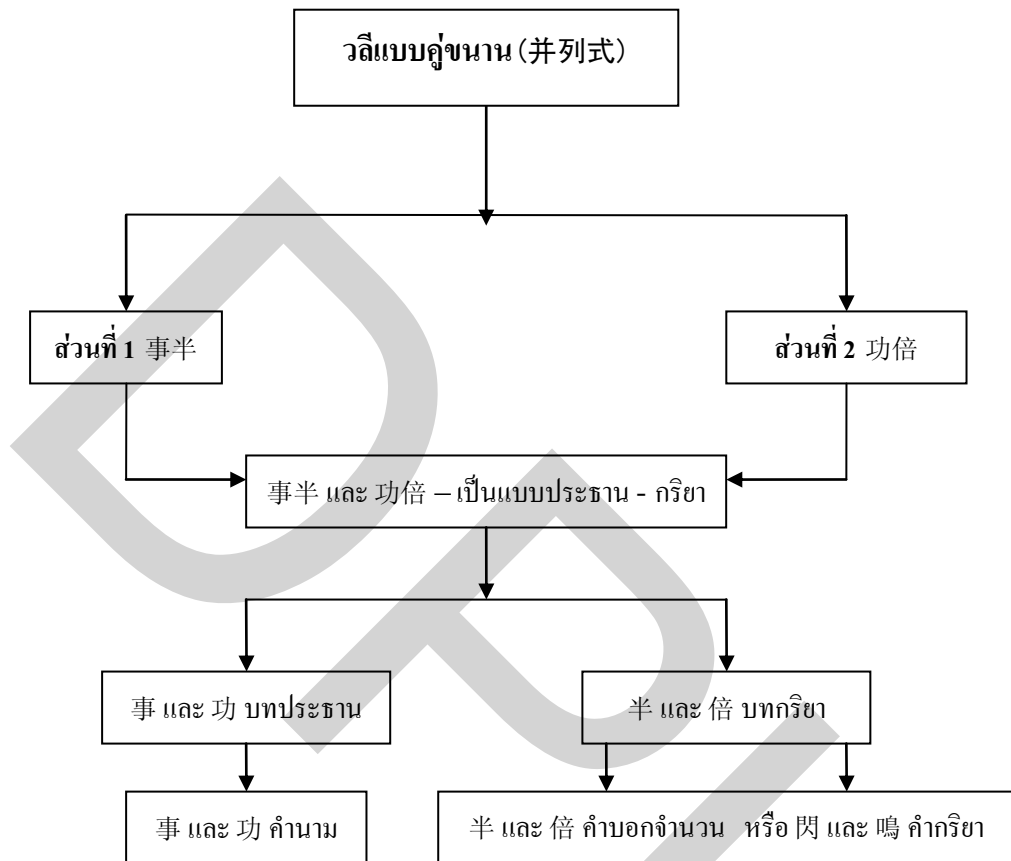 วลีแบบคู่ขนาน (并列式)
ส่วนที่ 1 事半
ส่วนที่ 2 功倍
事半 และ 功倍 – เป็นแบบประธาน - กริยา
事 และ 功 บทประธาน
半 และ 倍 บทกริยา
事 และ 功 คำนาม
半 และ 倍 คำบอกจำนวน หรือ 閃 และ 鳴 คำกริยา